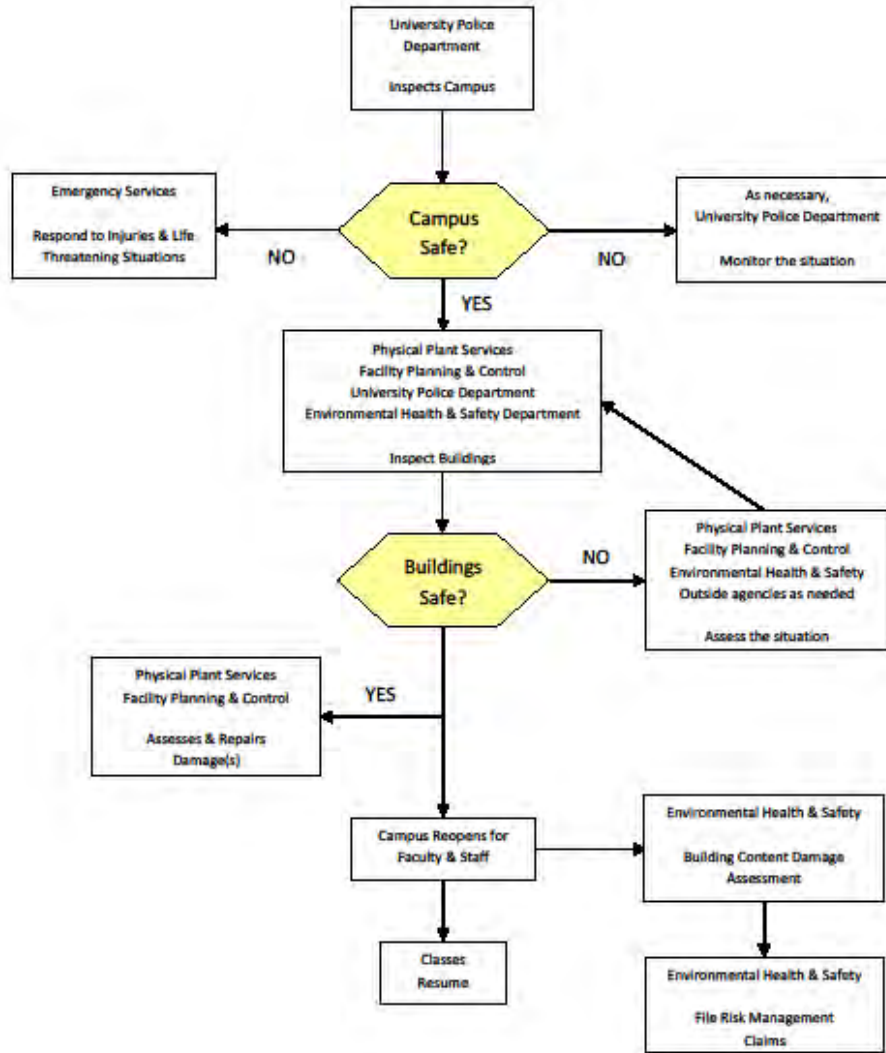 University Police
Department
Inspects Campus
Emergency Services
Respond to Injuries & Life
Threatening Situations
NO
Campus
Safe?
NO
As necessary,
University Police Department
Monitor the situation
YES
Physical Plant Services
Facility Planning & Control
University Police Department
Environmental Health & Safety Department
Inspect Buildings
Buildings
Safe?
NO
Physical Plant Services
Facility Planning & Control
Environmental Health & Safety
Outside agencies as needed
Assess the situation
Physical Plant Services
Facility Planning & Control
Assesses & Repairs
Damage(s)
YES
Campus Reopens for
Faculty & Staff
Environmental Health & Safety
Building Content Damage
Assessment
Classes
Resume
Environmental Health & Safety
File Risk Management
Claims